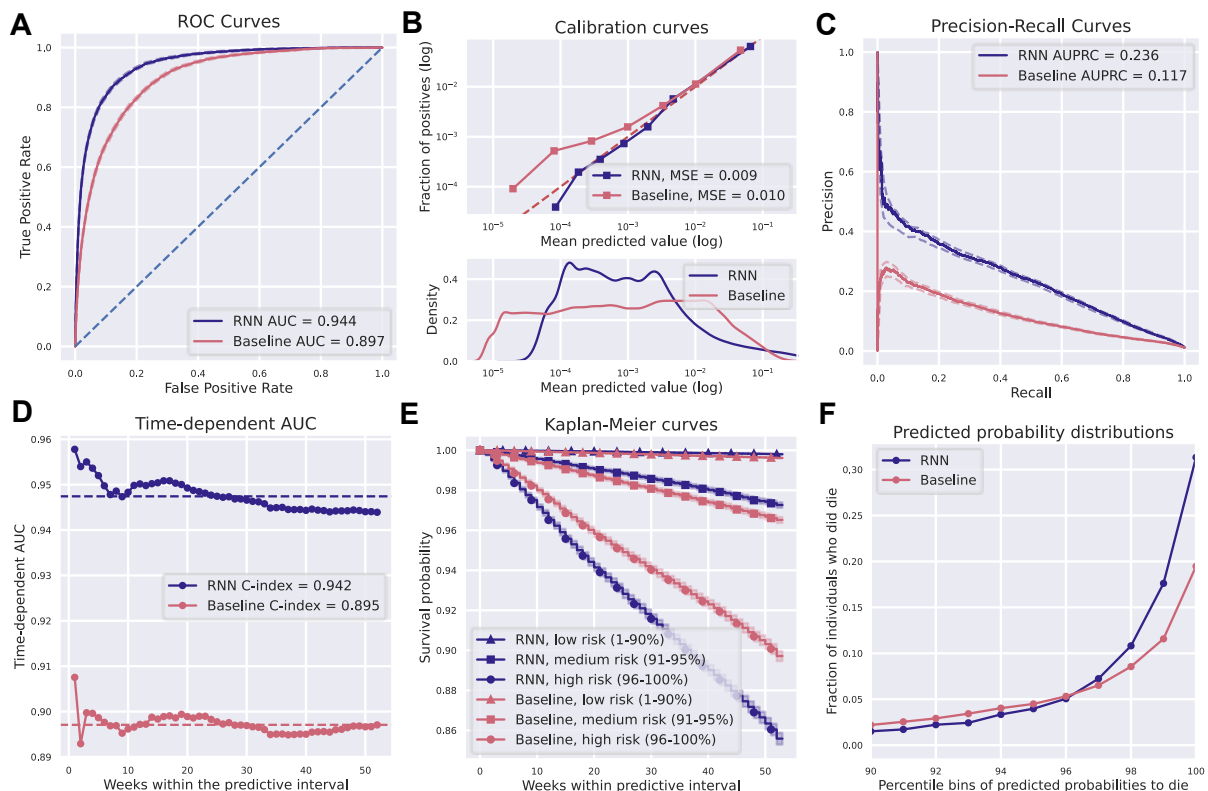 A
ROC Curves
1.0
0.8
0.6
0.4
0.2
0.0
True Positive Rate
RNN AUC = 0.944
Baseline AUC = 0.897
0.0 0.2 0.4 0.6 0.8 1.0
False Positive Rate
B
Calibration curves
Fraction of positives (log)
10⁻²
10⁻³
10⁻⁴
RNN, MSE = 0.009
Baseline, MSE = 0.010
10⁻⁵ 10⁻⁴ 10⁻³ 10⁻² 10⁻¹
Mean predicted value (log)
Density
0.4
0.2
0.0
RNN
Baseline
10⁻⁵ 10⁻⁴ 10⁻³ 10⁻² 10⁻¹
Mean predicted value (log)
C
Precision-Recall Curves
1.0
0.8
0.6
0.4
0.2
0.0
Precision
RNN AUPRC = 0.236
Baseline AUPRC = 0.117
0.0 0.2 0.4 0.6 0.8 1.0
Recall
D
Time-dependent AUC
0.96
0.95
0.94
0.93
0.92
0.91
0.90
0.89
Time-dependent AUC
RNN C-index = 0.942
Baseline C-index = 0.895
0 10 20 30 40 50
Weeks within the predictive interval
E
Kaplan-Meier curves
1.00
0.98
0.96
0.94
0.92
0.90
0.88
0.86
Survival probability
RNN, low risk (1-90%)
RNN, medium risk (91-95%)
RNN, high risk (96-100%)
Baseline, low risk (1-90%)
Baseline, medium risk (91-95%)
Baseline, high risk (96-100%)
0 10 20 30 40 50
Weeks within predictive interval
F
Predicted probability distributions
0.30
0.25
0.20
0.15
0.10
0.05
0.00
Fraction of individuals who did die
RNN
Baseline
90 92 94 96 98 100
Percentile bins of predicted probabilities to die